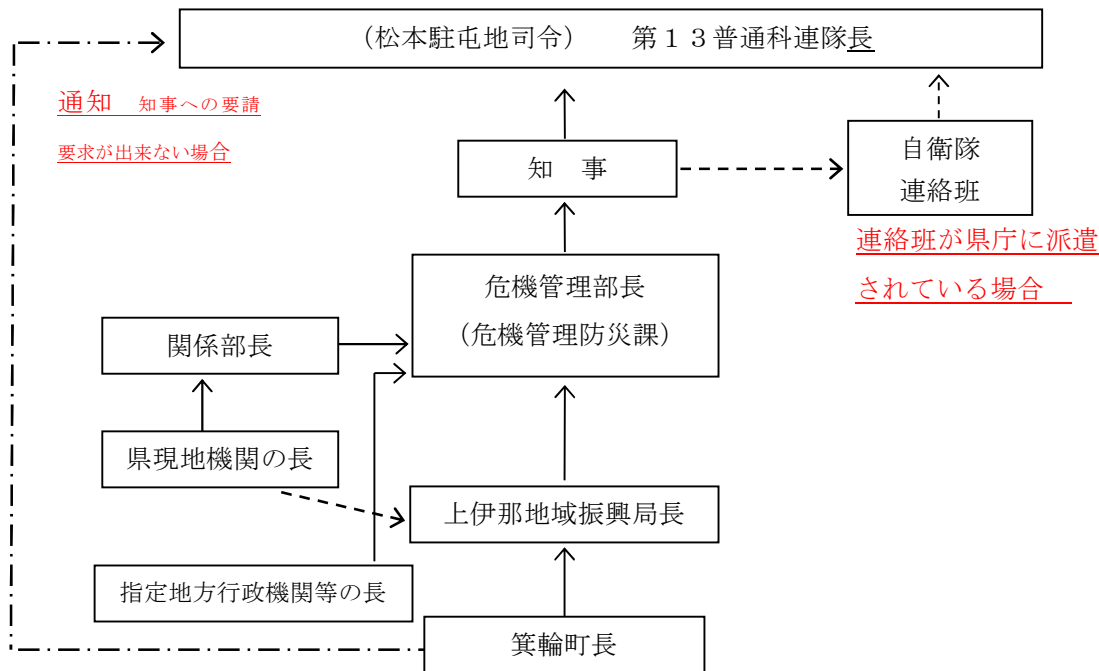 (松本駐屯地司令)　　第13普通科連隊長
通知　知事への要請
要求が出来ない場合
知　事
自衛隊
連絡班
連絡班が県庁に派遣
されている場合
危機管理部長
(危機管理防災課)
関係部長
県現地機関の長
上伊那地域振興局長
指定地方行政機関等の長
箕輪町長